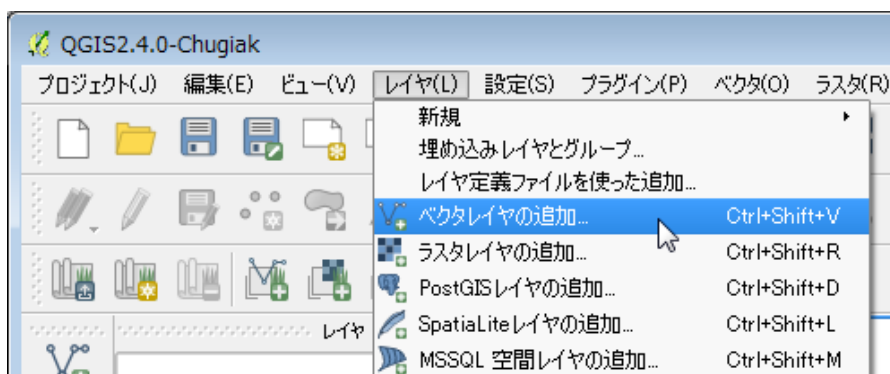 QGIS2.4.0-Chugiak
プロジェクト(J) 編集(E) ビュー(V) レイヤ(L) 設定(S) プラグイン(P) ベクタ(O) ラスタ(R)
新規
埋め込みレイヤとグループ...
レイヤ定義ファイルを使った追加...
ベクタレイヤの追加... Ctrl+Shift+V
ラスタレイヤの追加... Ctrl+Shift+R
PostGISレイヤの追加... Ctrl+Shift+D
レイヤ
SpatiaLiteレイヤの追加... Ctrl+Shift+L
MSSQL 空間レイヤの追加... Ctrl+Shift+M